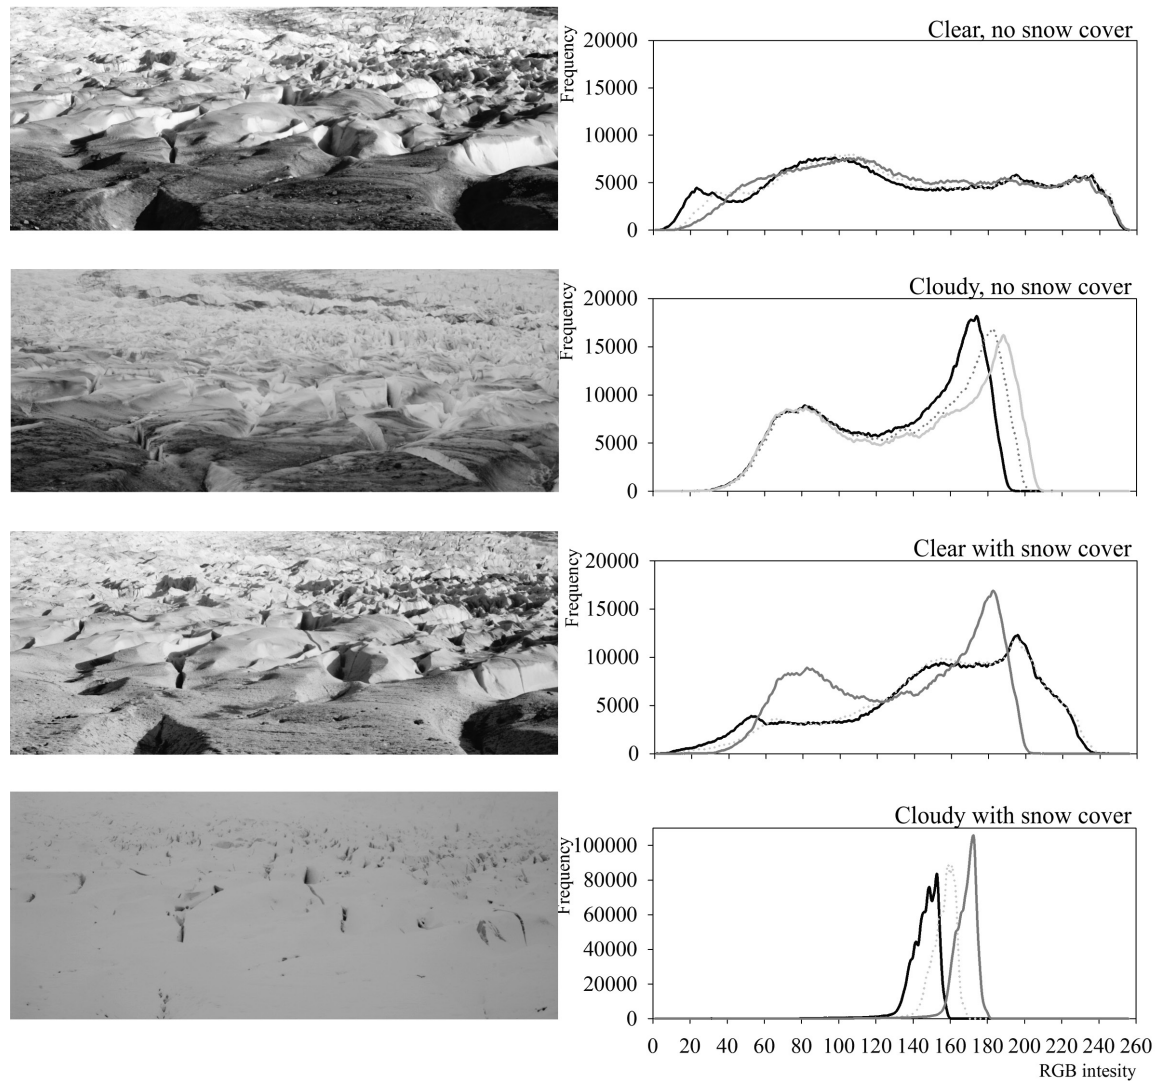 Clear, no snow cover
Frequency
20000
15000
10000
5000
0
Cloudy, no snow cover
Frequency
20000
15000
10000
5000
0
Clear with snow cover
Frequency
20000
15000
10000
5000
0
Cloudy with snow cover
Frequency
100000
80000
60000
40000
20000
0
0 20 40 60 80 100 120 140 160 180 200 220 240 260
RGB intesity